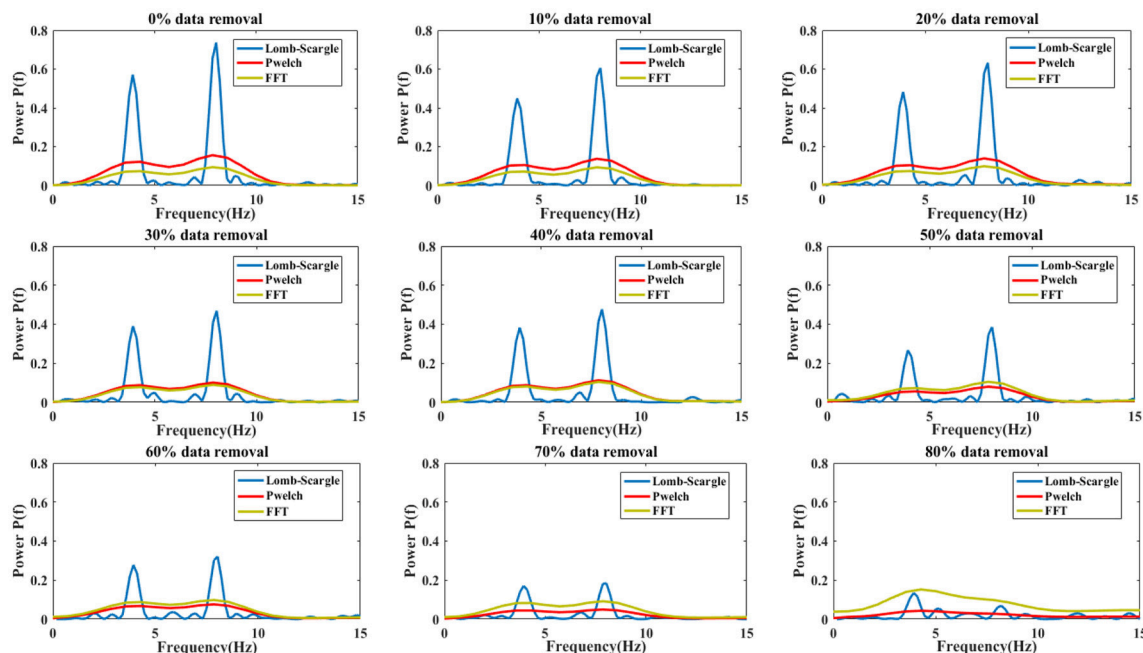 0% data removal
0.8
0.6
0.4
0.2
0
Power P(f)
Lomb-Scargle
Pwelch
FFT
0 5 10 15
Frequency(Hz)
10% data removal
0.8
0.6
0.4
0.2
0
Power P(f)
Lomb-Scargle
Pwelch
FFT
0 5 10 15
Frequency(Hz)
20% data removal
0.8
0.6
0.4
0.2
0
Power P(f)
Lomb-Scargle
Pwelch
FFT
0 5 10 15
Frequency(Hz)
30% data removal
0.8
0.6
0.4
0.2
0
Power P(f)
Lomb-Scargle
Pwelch
FFT
0 5 10 15
Frequency(Hz)
40% data removal
0.8
0.6
0.4
0.2
0
Power P(f)
Lomb-Scargle
Pwelch
FFT
0 5 10 15
Frequency(Hz)
50% data removal
0.8
0.6
0.4
0.2
0
Power P(f)
Lomb-Scargle
Pwelch
FFT
0 5 10 15
Frequency(Hz)
60% data removal
0.8
0.6
0.4
0.2
0
Power P(f)
Lomb-Scargle
Pwelch
FFT
0 5 10 15
Frequency(Hz)
70% data removal
0.8
0.6
0.4
0.2
0
Power P(f)
Lomb-Scargle
Pwelch
FFT
0 5 10 15
Frequency(Hz)
80% data removal
0.8
0.6
0.4
0.2
0
Power P(f)
Lomb-Scargle
Pwelch
FFT
0 5 10 15
Frequency(Hz)